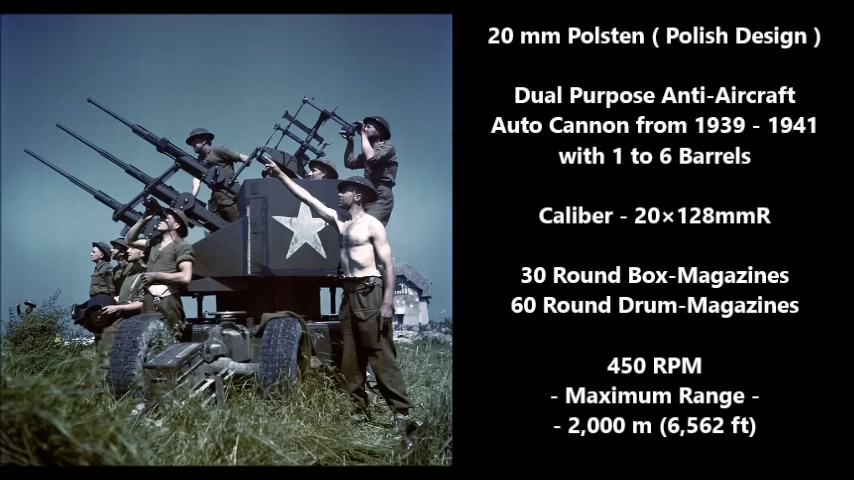 20 mm Polsten ( Polish Design )
Dual Purpose Anti-Aircraft
Auto Cannon from 1939 - 1941
with 1 to 6 Barrels
Caliber - 20×128mmR
30 Round Box-Magazines
60 Round Drum-Magazines
450 RPM
- Maximum Range -
- 2,000 m (6,562 ft)